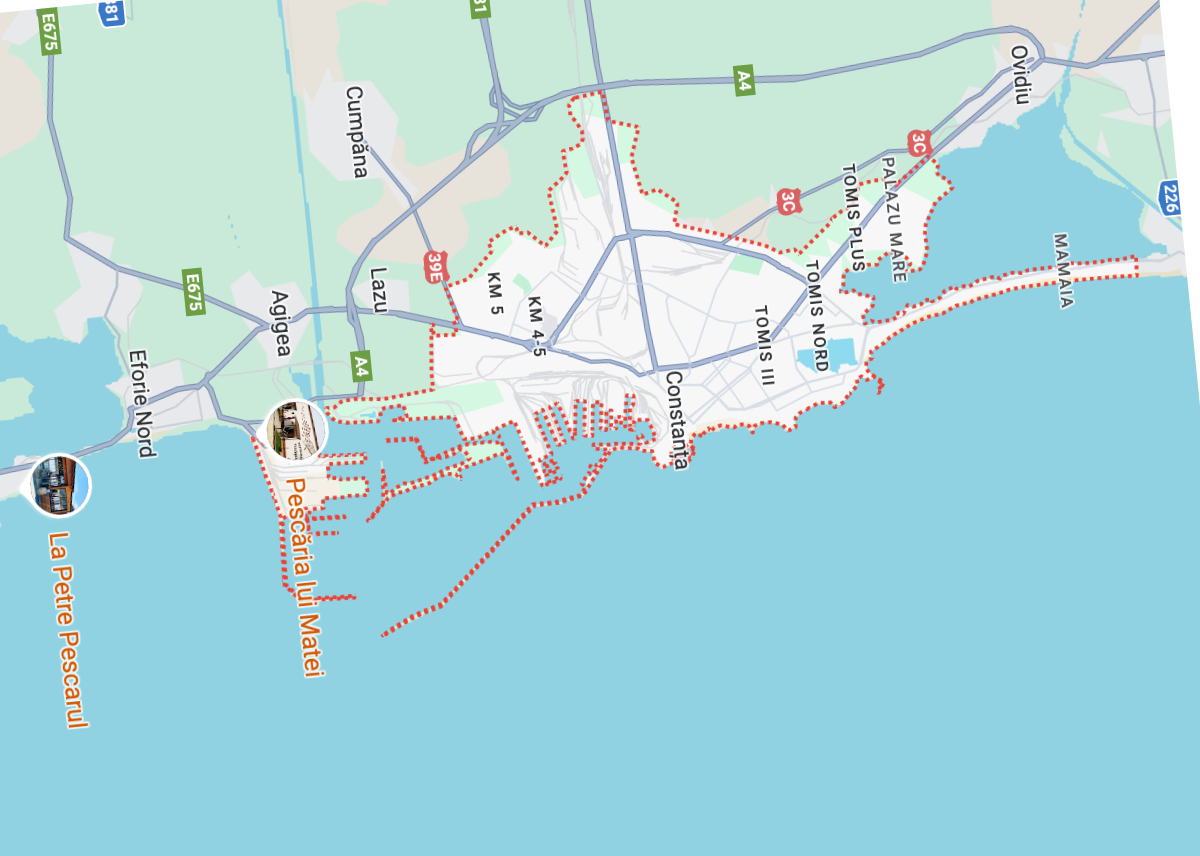 Ovidiu
226
3C
A4
81
PALAZU MARE
TOMIS PLUS
3C
MAMAIA
TOMIS NORD
TOMIS III
Constanța
KM 4-5
KM 5
39E
Cumpăna
Lazu
A4
E675
Agigea
E675
381
Eforie Nord
Pescăria lui Matei
La Petre Pescarul